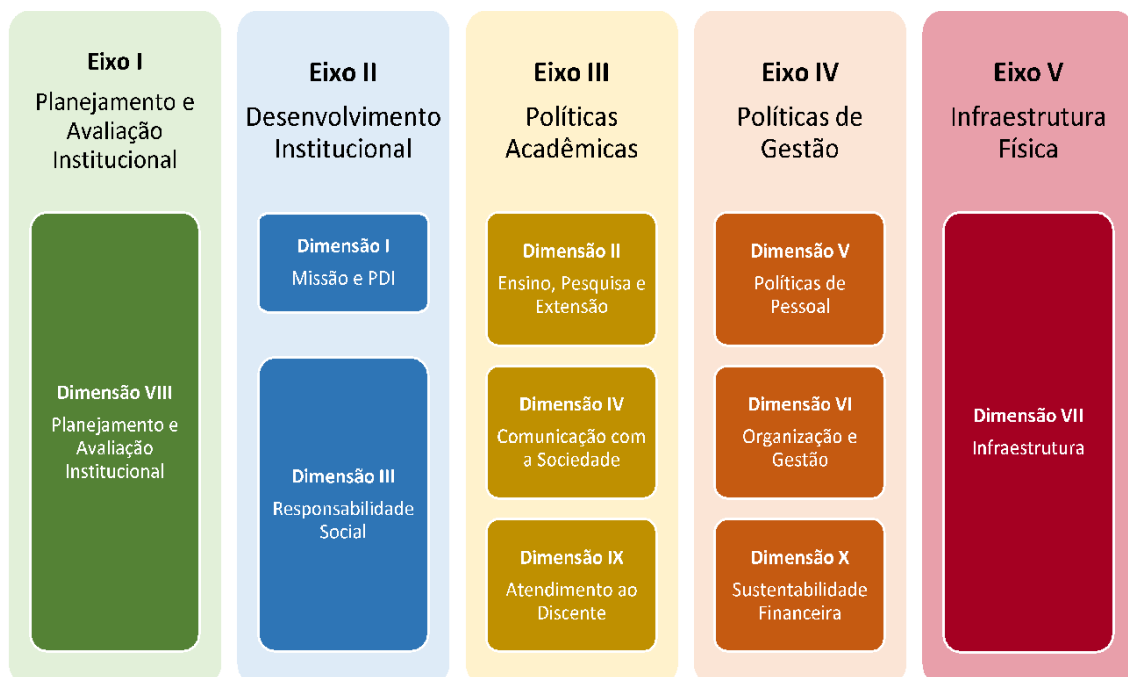 Eixo I
Planejamento e
Avaliação
Institucional
Dimensão VIII
Planejamento e
Avaliação
Institucional
Eixo II
Desenvolvimento
Institucional
Dimensão I
Missão e PDI
Dimensão III
Responsabilidade
Social
Eixo III
Políticas
Acadêmicas
Dimensão II
Ensino, Pesquisa e
Extensão
Dimensão IV
Comunicação com
a Sociedade
Dimensão IX
Atendimento ao
Discente
Eixo IV
Políticas de
Gestão
Dimensão V
Políticas de
Pessoal
Dimensão VI
Organização e
Gestão
Dimensão X
Sustentabilidade
Financeira
Eixo V
Infraestrutura
Física
Dimensão VII
Infraestrutura